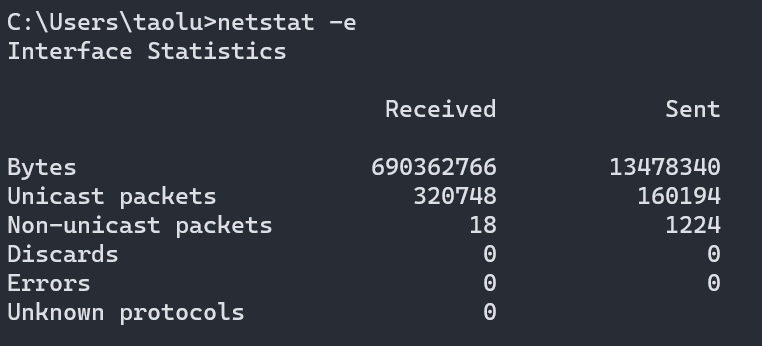 C:\Users\taolu>netstat -e
Interface Statistics
Received Sent
Bytes 690362766 13478340
Unicast packets 320748 160194
Non-unicast packets 18 1224
Discards 0 0
Errors 0 0
Unknown protocols 0